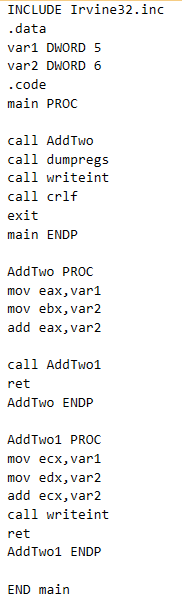 INCLUDE Irvine32.inc
.data
var1 DWORD 5
var2 DWORD 6
.code
main PROC
call AddTwo
call dumpregs
call writeint
call crlf
exit
main ENDP
AddTwo PROC
mov eax,var1
mov ebx,var2
add eax,var2
call AddTwo1
ret
AddTwo ENDP
AddTwo1 PROC
mov ecx,var1
mov edx,var2
add ecx,var2
call writeint
ret
AddTwo1 ENDP
END main